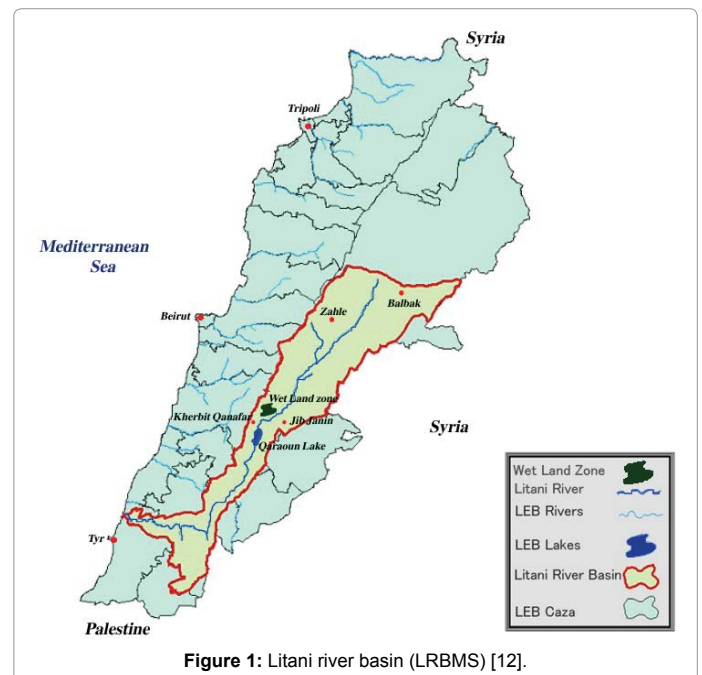 Syria
Tripoli
Mediterranean
Sea
Balbak
Zahle
Beirut
Wet Land zone
Kherbit Qanafar
Jib Janin
Qaraoun Lake
Syria
Tyr
Palestine
Wet Land Zone
Litani River
LEB Rivers
LEB Lakes
Litani River Basin
LEB Caza
Figure 1: Litani river basin (LRBMS) [12].